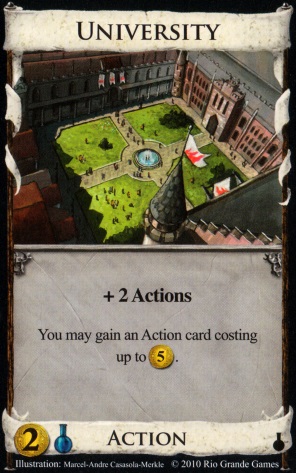 UNIVERSITY
+ 2 Actions
You may gain an Action card costing
up to 5 .
2 ACTION
Illustration: Marcel-Andre Casasola-Merkle © 2010 Rio Grande Games